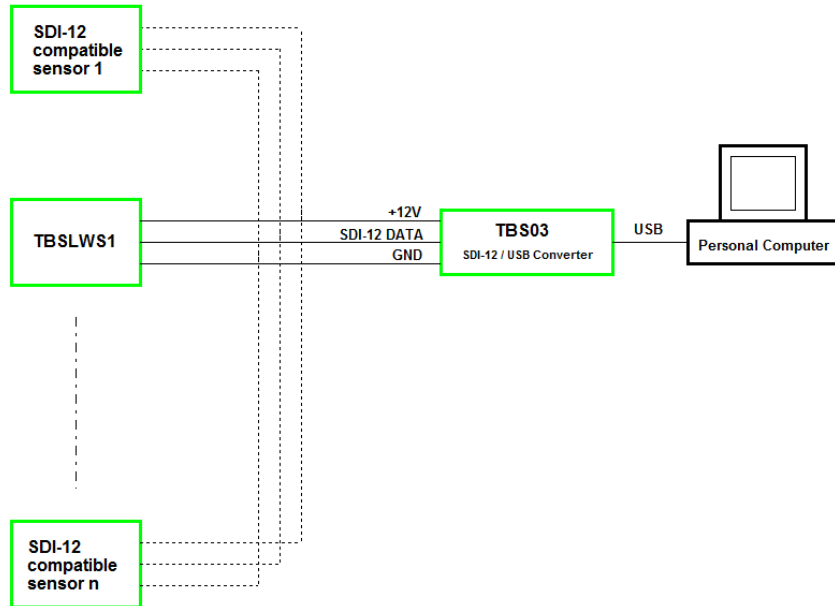 SDI-12
compatible
sensor 1
TBSLWS1
+12V
SDI-12 DATA
GND
TBS03
SDI-12 / USB Converter
USB
Personal Computer
SDI-12
compatible
sensor n